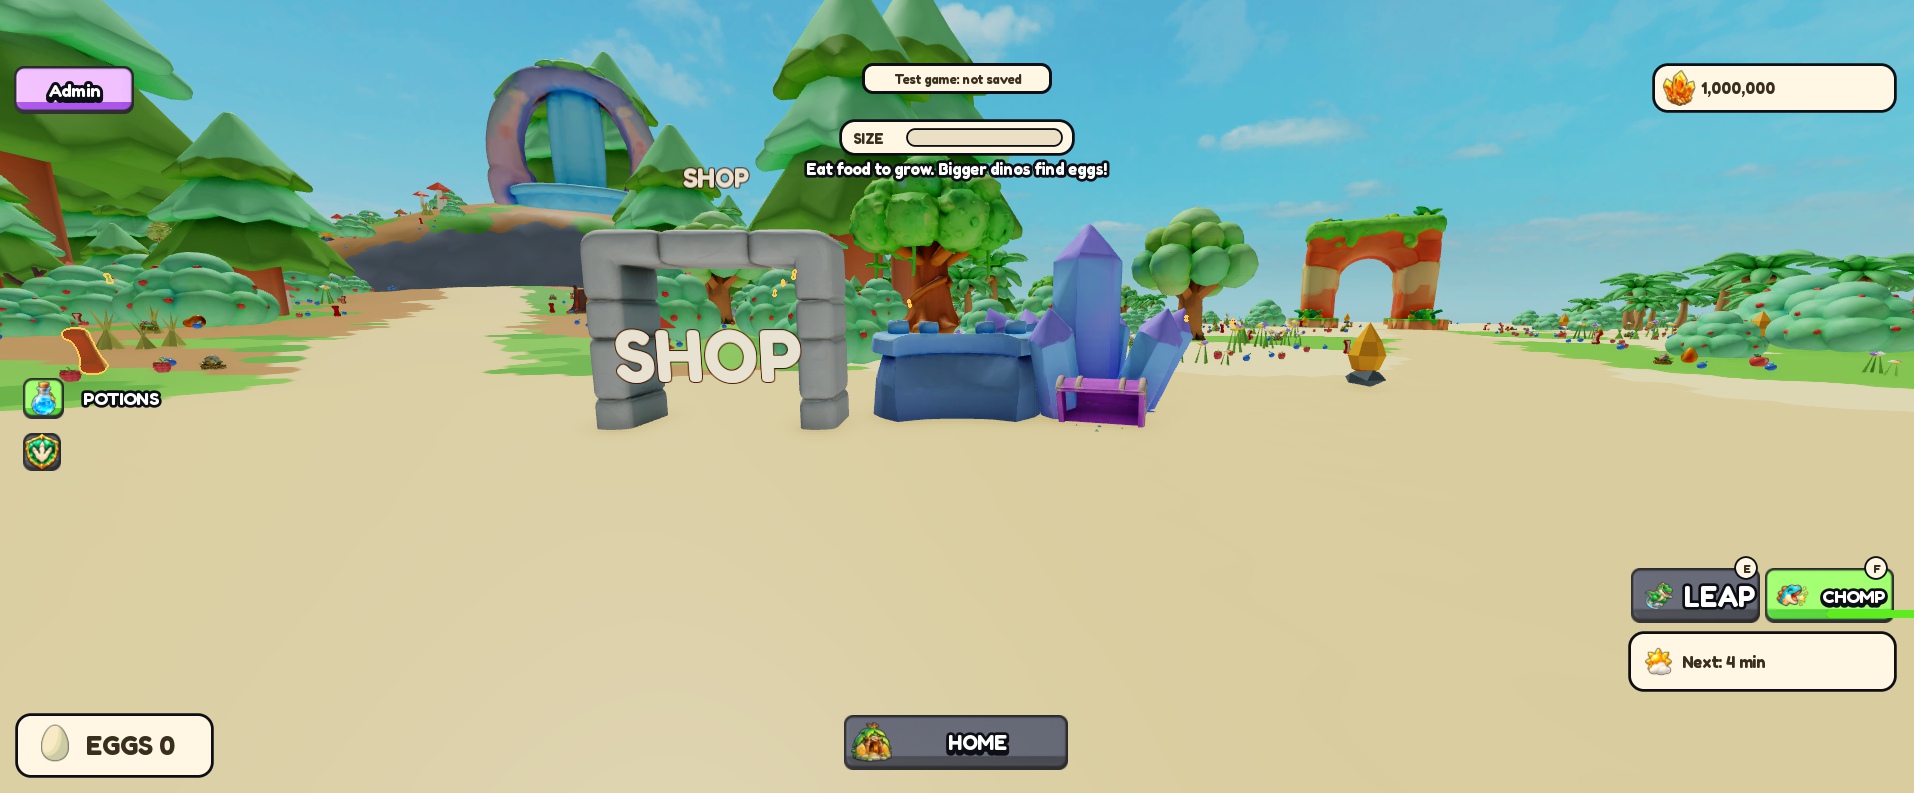 Admin
Test game: not saved
1,000,000
SIZE
Eat food to grow. Bigger dinos find eggs!
SHOP
SHOP
POTIONS
E
F
LEAP
CHOMP
Next: 4 min
EGGS 0
HOME